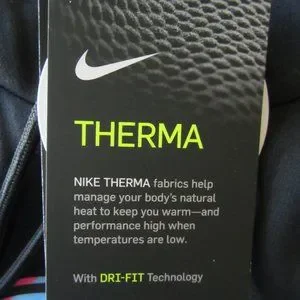 THERMA
NIKE THERMA fabrics help
manage your body's natural
heat to keep you warm—and
performance high when
temperatures are low.
With DRI-FIT Technology